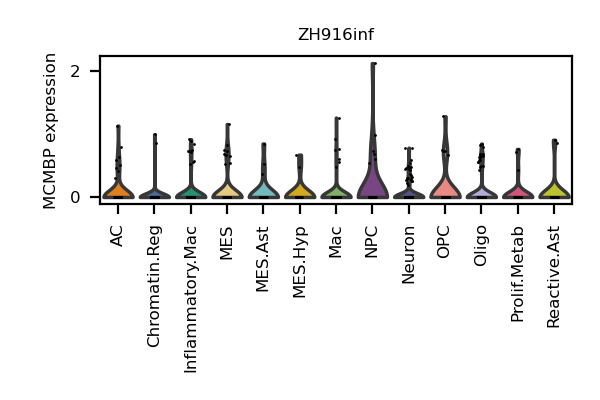 ZH916inf
MCMBP expression
2
0
AC
Chromatin.Reg
Inflammatory.Mac
MES
MES.Ast
MES.Hyp
Mac
NPC
Neuron
OPC
Oligo
Prolif.Metab
Reactive.Ast